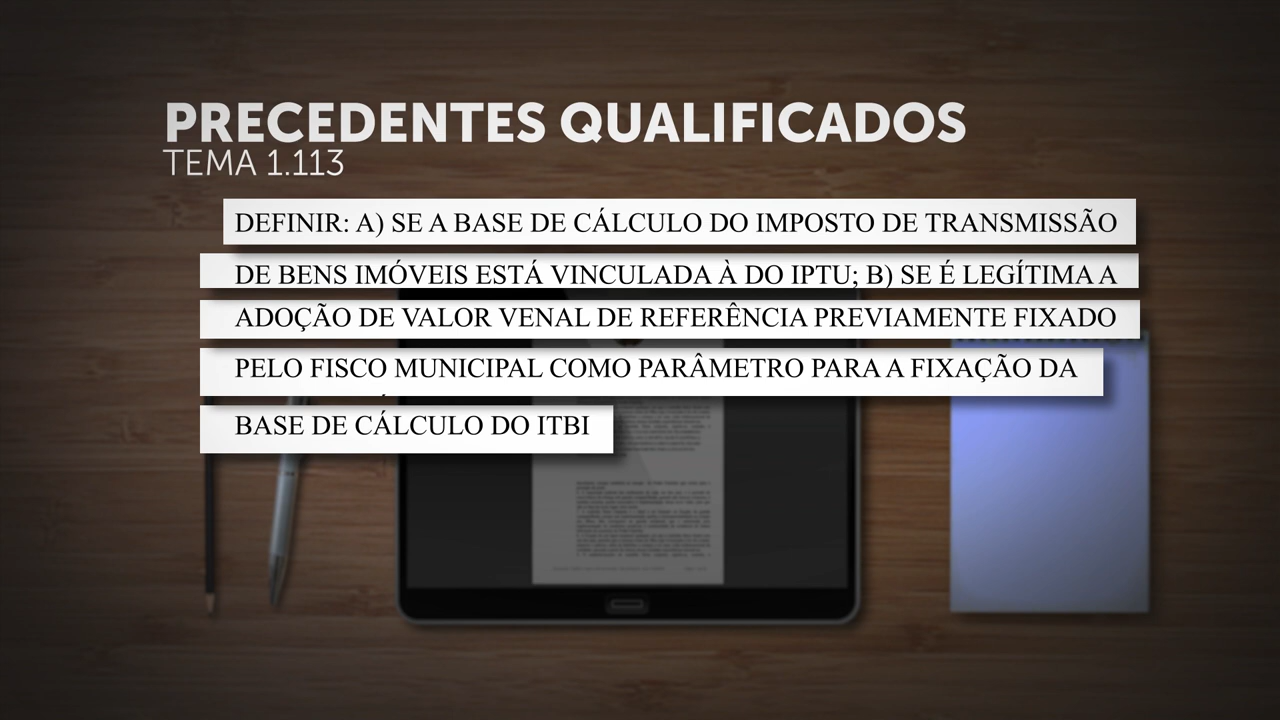 PRECEDENTES QUALIFICADOS
TEMA 1.113
DEFINIR: A) SE A BASE DE CÁLCULO DO IMPOSTO DE TRANSMISSÃO
DE BENS IMÓVEIS ESTÁ VINCULADA À DO IPTU; B) SE É LEGÍTIMA A
ADOÇÃO DE VALOR VENAL DE REFERÊNCIA PREVIAMENTE FIXADO
PELO FISCO MUNICIPAL COMO PARÂMETRO PARA A FIXAÇÃO DA
BASE DE CÁLCULO DO ITBI